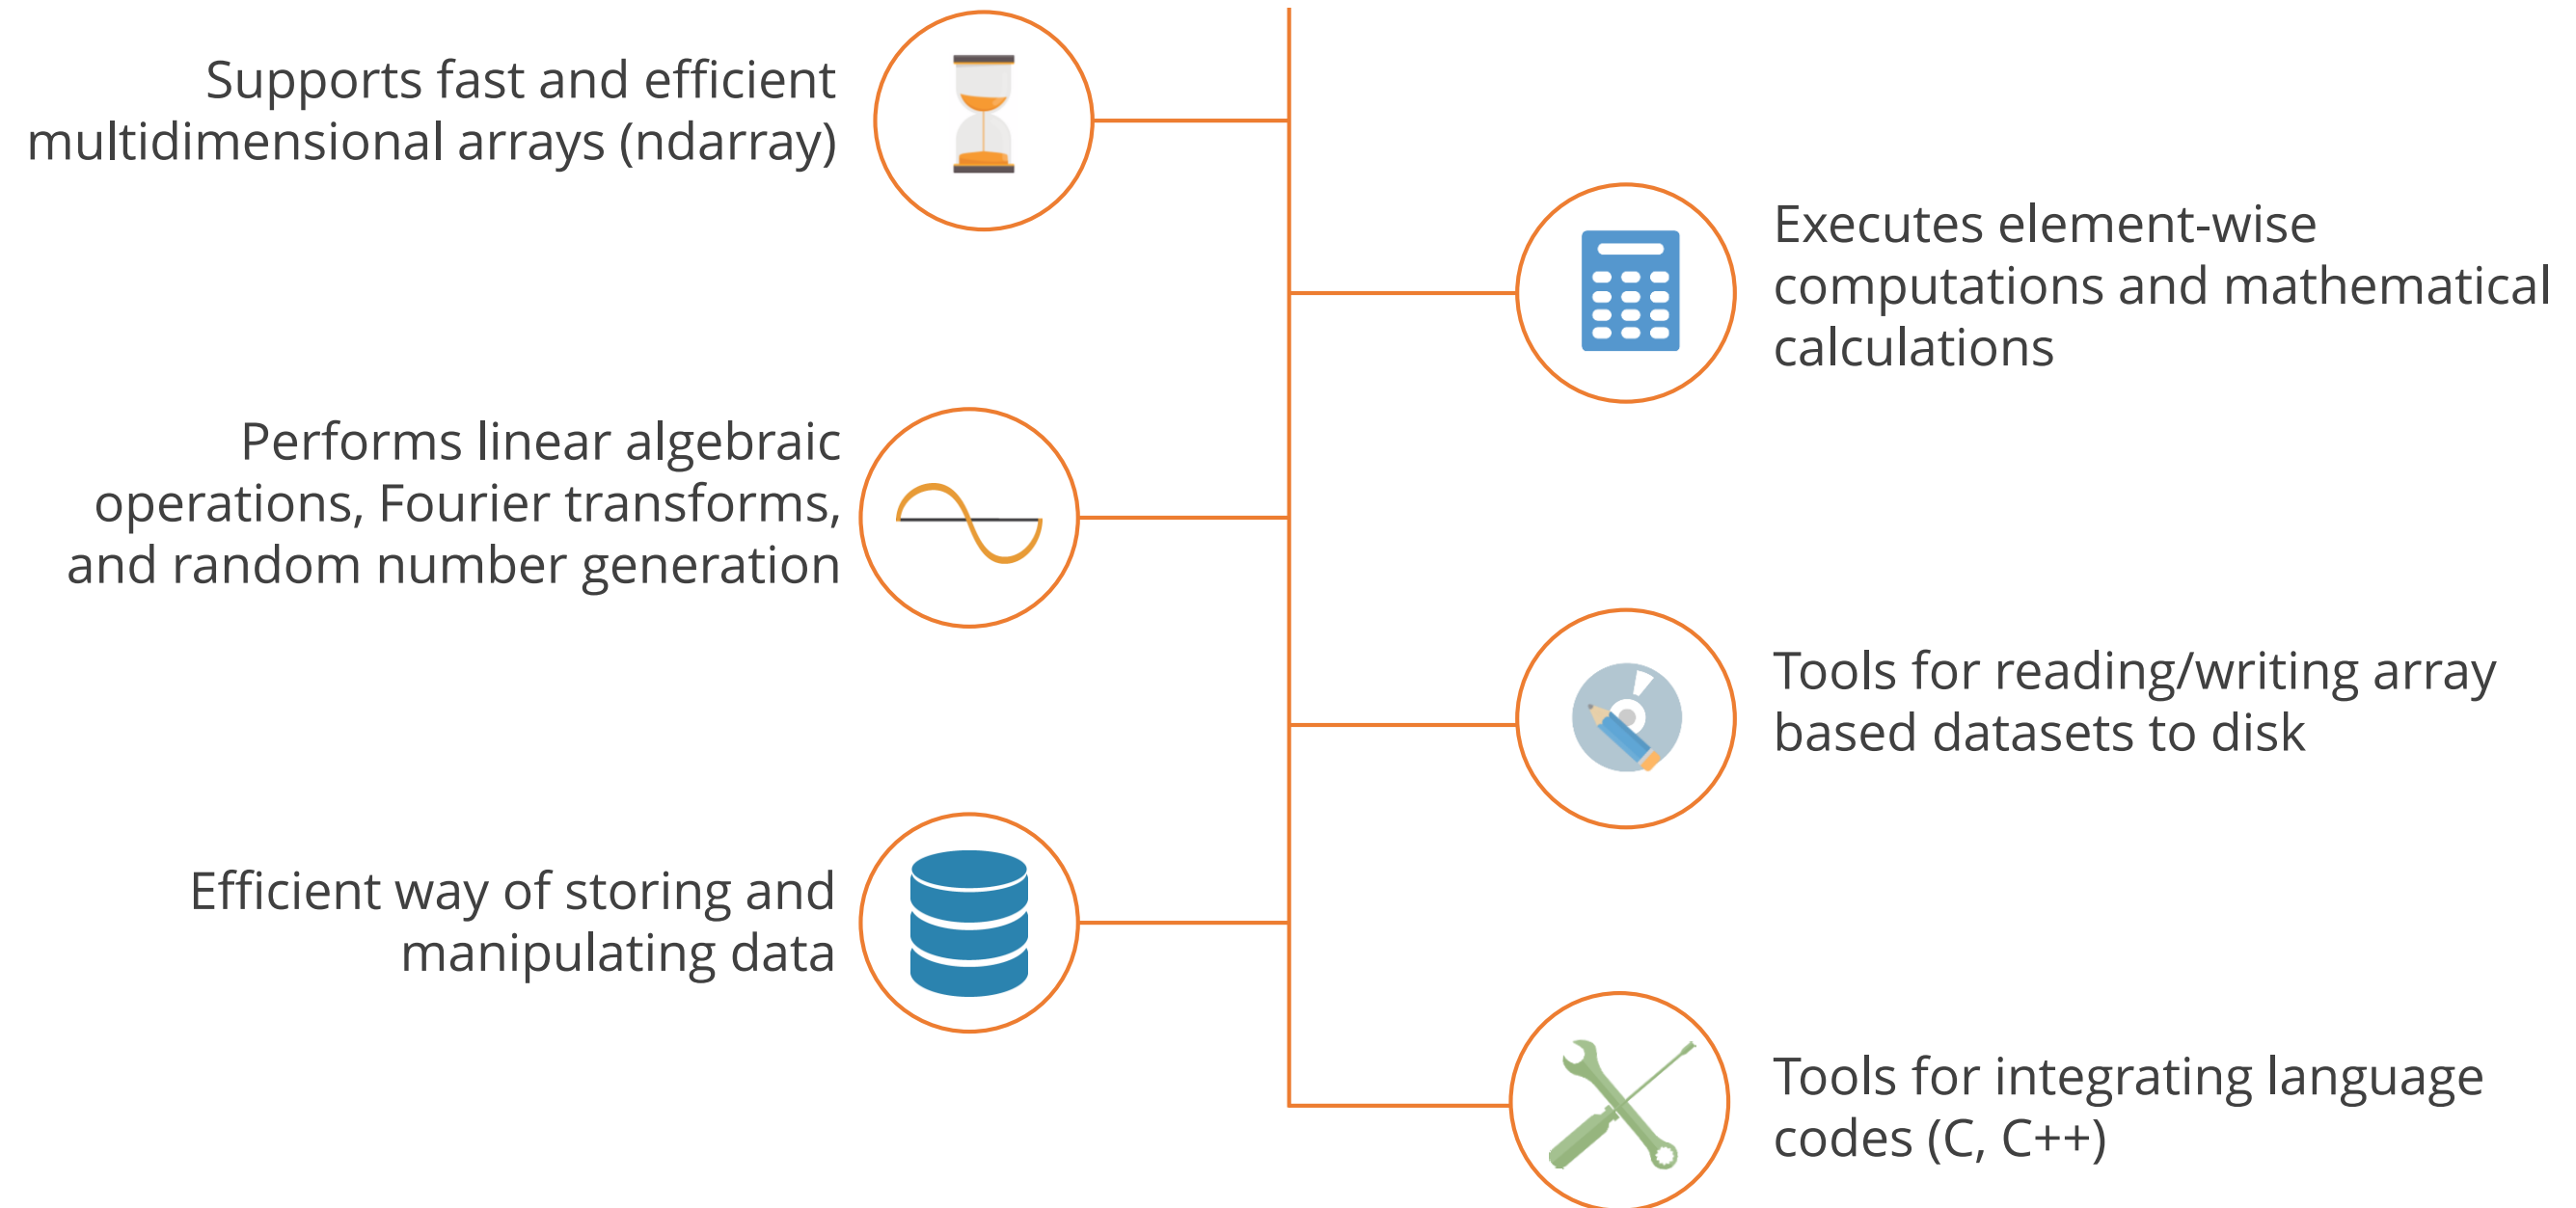 Supports fast and efficient
multidimensional arrays (ndarray)
Executes element-wise
computations and mathematical
calculations
Performs linear algebraic
operations, Fourier transforms,
and random number generation
Tools for reading/writing array
based datasets to disk
Efficient way of storing and
manipulating data
Tools for integrating language
codes (C, C++)